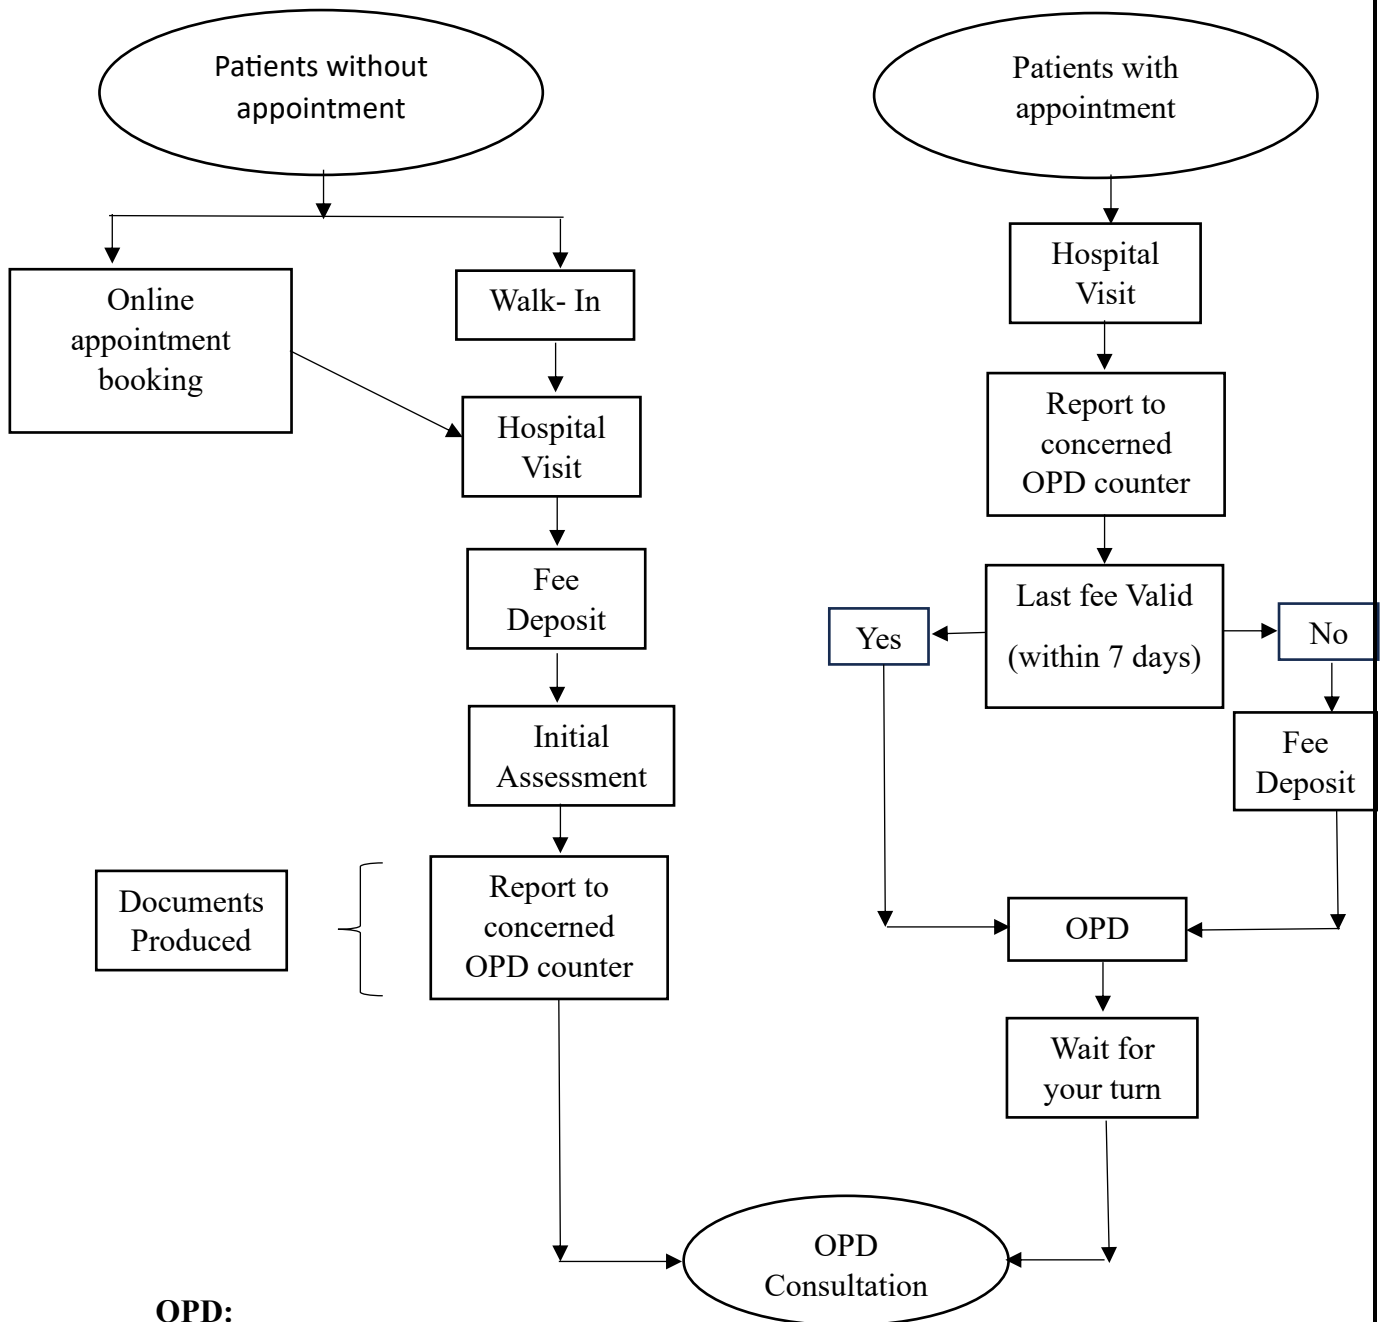 Patients without
appointment
Online
appointment
booking
Walk- In
Hospital
Visit
Fee
Deposit
Initial
Assessment
Documents
Produced
Report to
concerned
OPD counter
Patients with
appointment
Hospital
Visit
Report to
concerned
OPD counter
Last fee Valid
(within 7 days)
Yes
No
Fee
Deposit
OPD
Wait for
your turn
OPD
Consultation
OPD: